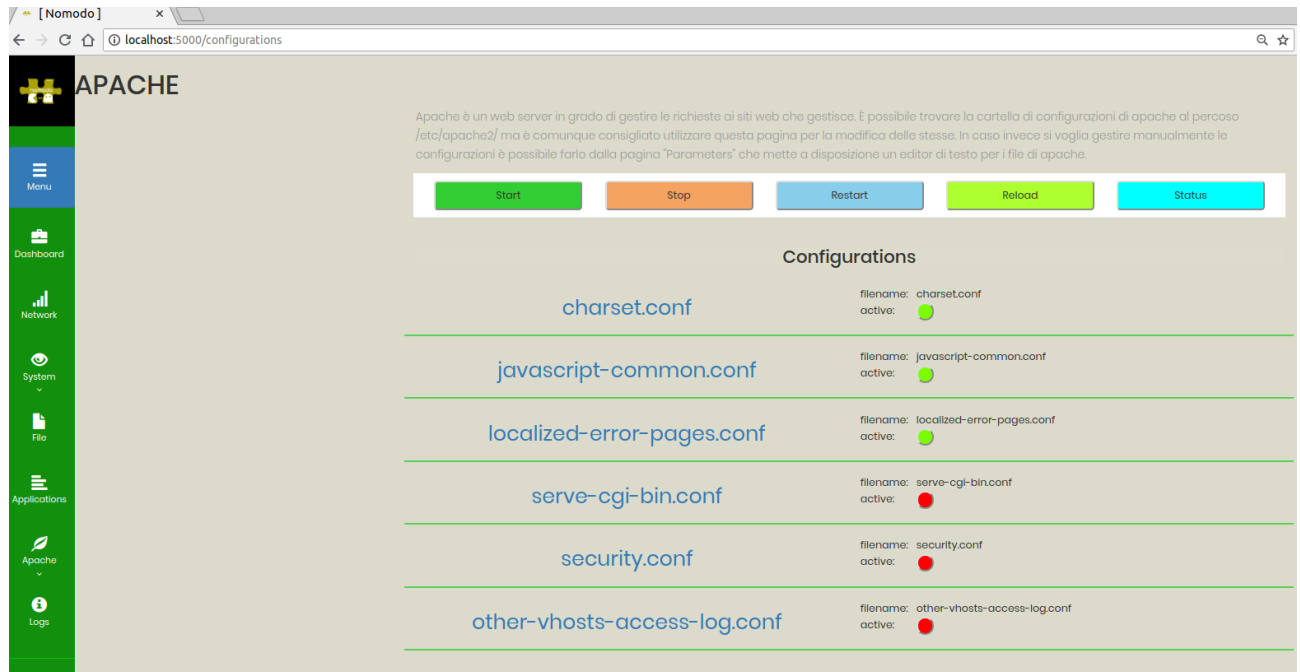 [ Nomodo ]
localhost:5000/configurations
APACHE
Apache è un web server in grado di gestire le richieste ai siti web che gestisce. È possibile trovare la cartella di configurazioni di apache al percoso
/etc/apache2/ ma è comunque consigliato utilizzare questa pagina per la modifica delle stesse. In caso invece si voglia gestire manualmente le
configurazioni è possibile farlo dalla pagina "Parameters" che mette a disposizione un editor di testo per i file di apache.
Start
Stop
Restart
Reload
Status
Menu
Dashboard
Network
System
File
Applications
Apache
Logs
Configurations
charset.conf
filename: charset.conf
active:
javascript-common.conf
filename: javascript-common.conf
active:
localized-error-pages.conf
filename: localized-error-pages.conf
active:
serve-cgi-bin.conf
filename: serve-cgi-bin.conf
active:
security.conf
filename: security.conf
active:
other-vhosts-access-log.conf
filename: other-vhosts-access-log.conf
active: